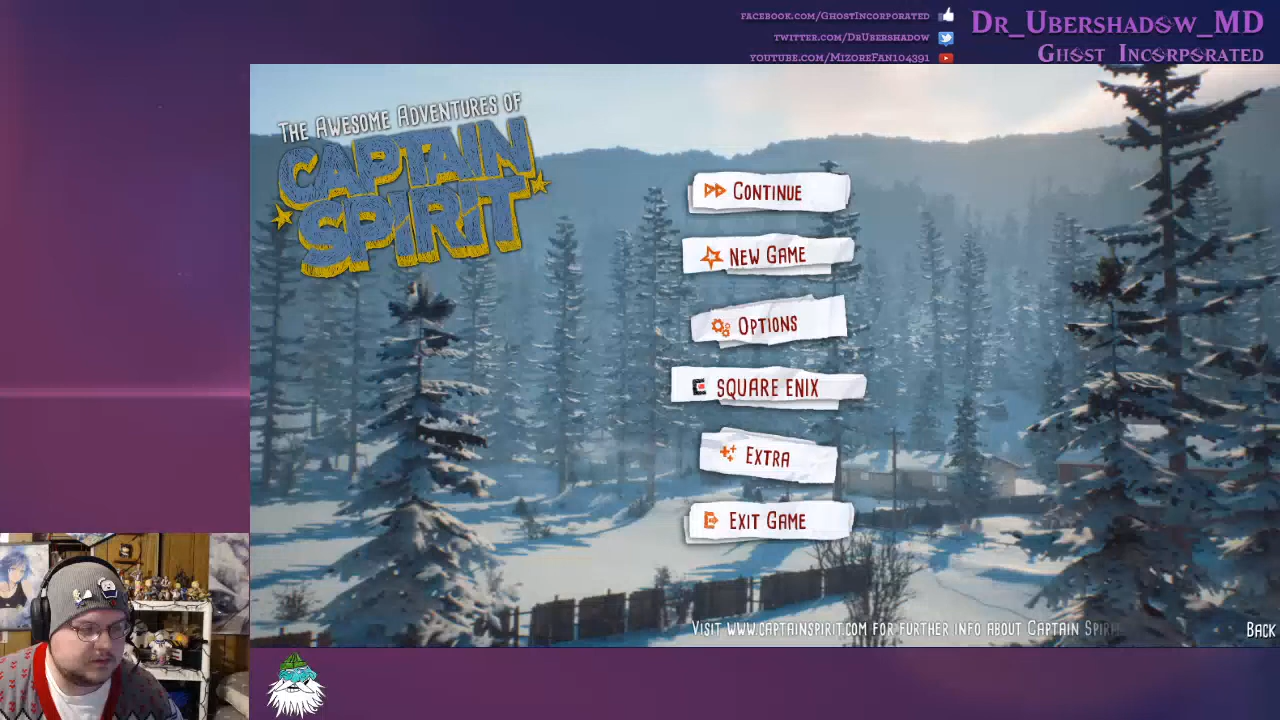 facebook.com/GhostIncorporated
twitter.com/DrUbershadow
youtube.com/MizoreFan104391
Dr_Ubershadow_MD
Ghost Incorporated
The Awesome Adventures of
CAPTAIN
SPIRIT
Continue
New Game
Options
SQUARE ENIX
Extra
Exit Game
Visit www.captainspirit.com for further info about Captain Spiri
Back